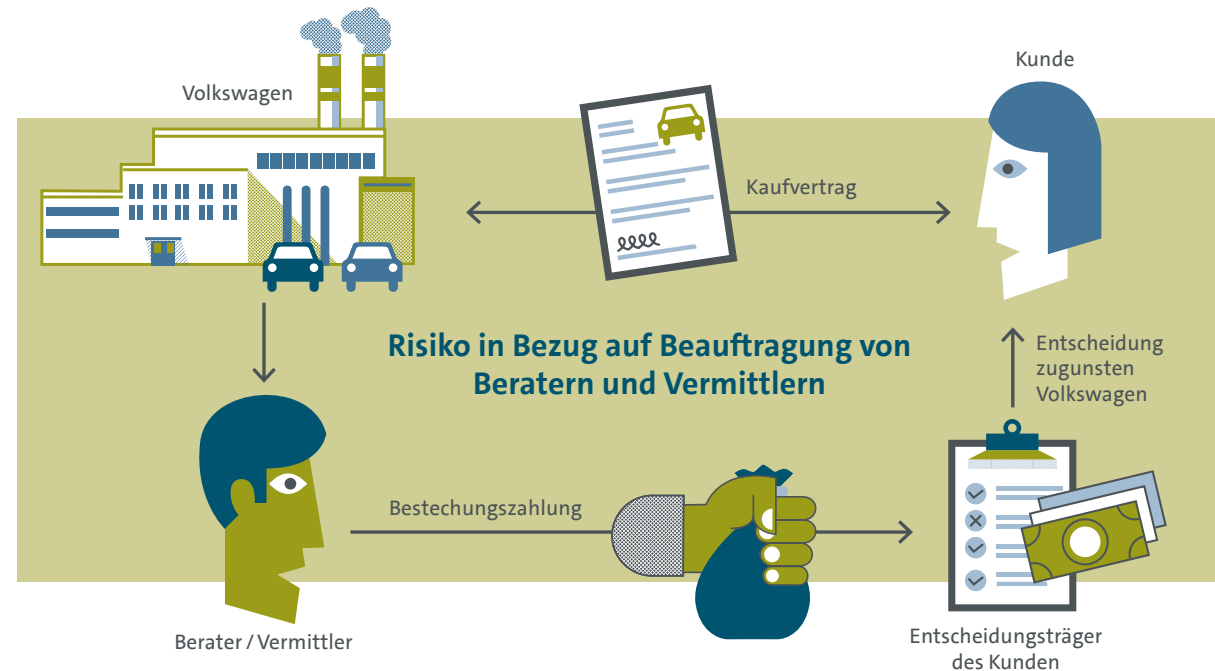 Volkswagen
Kunde
Kaufvertrag
Risiko in Bezug auf Beauftragung von
Beratern und Vermittlern
Entscheidung
zugunsten
Volkswagen
Bestechungszahlung
Berater / Vermittler
Entscheidungsträger
des Kunden